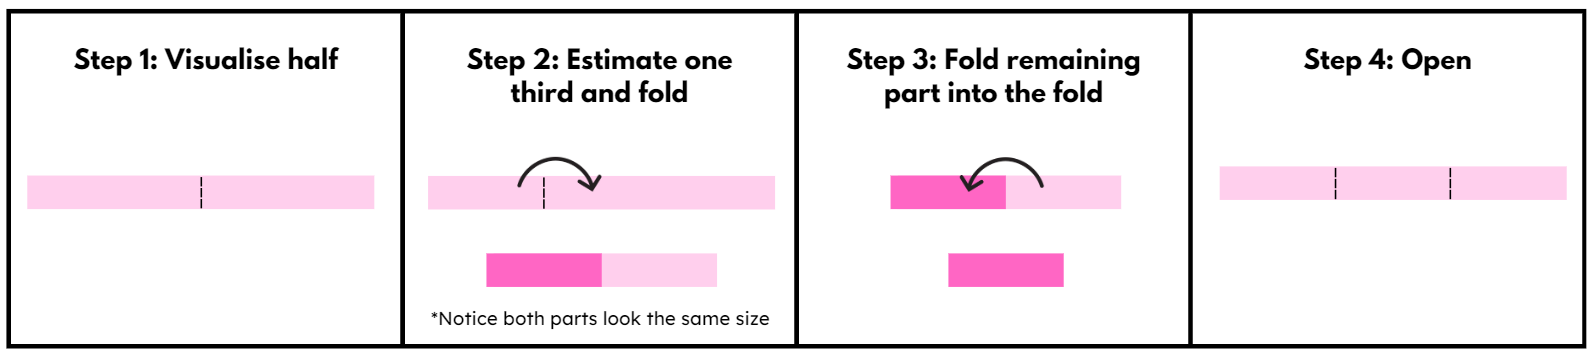 Step 1: Visualise half
Step 2: Estimate one
third and fold
*Notice both parts look the same size
Step 3: Fold remaining
part into the fold
Step 4: Open